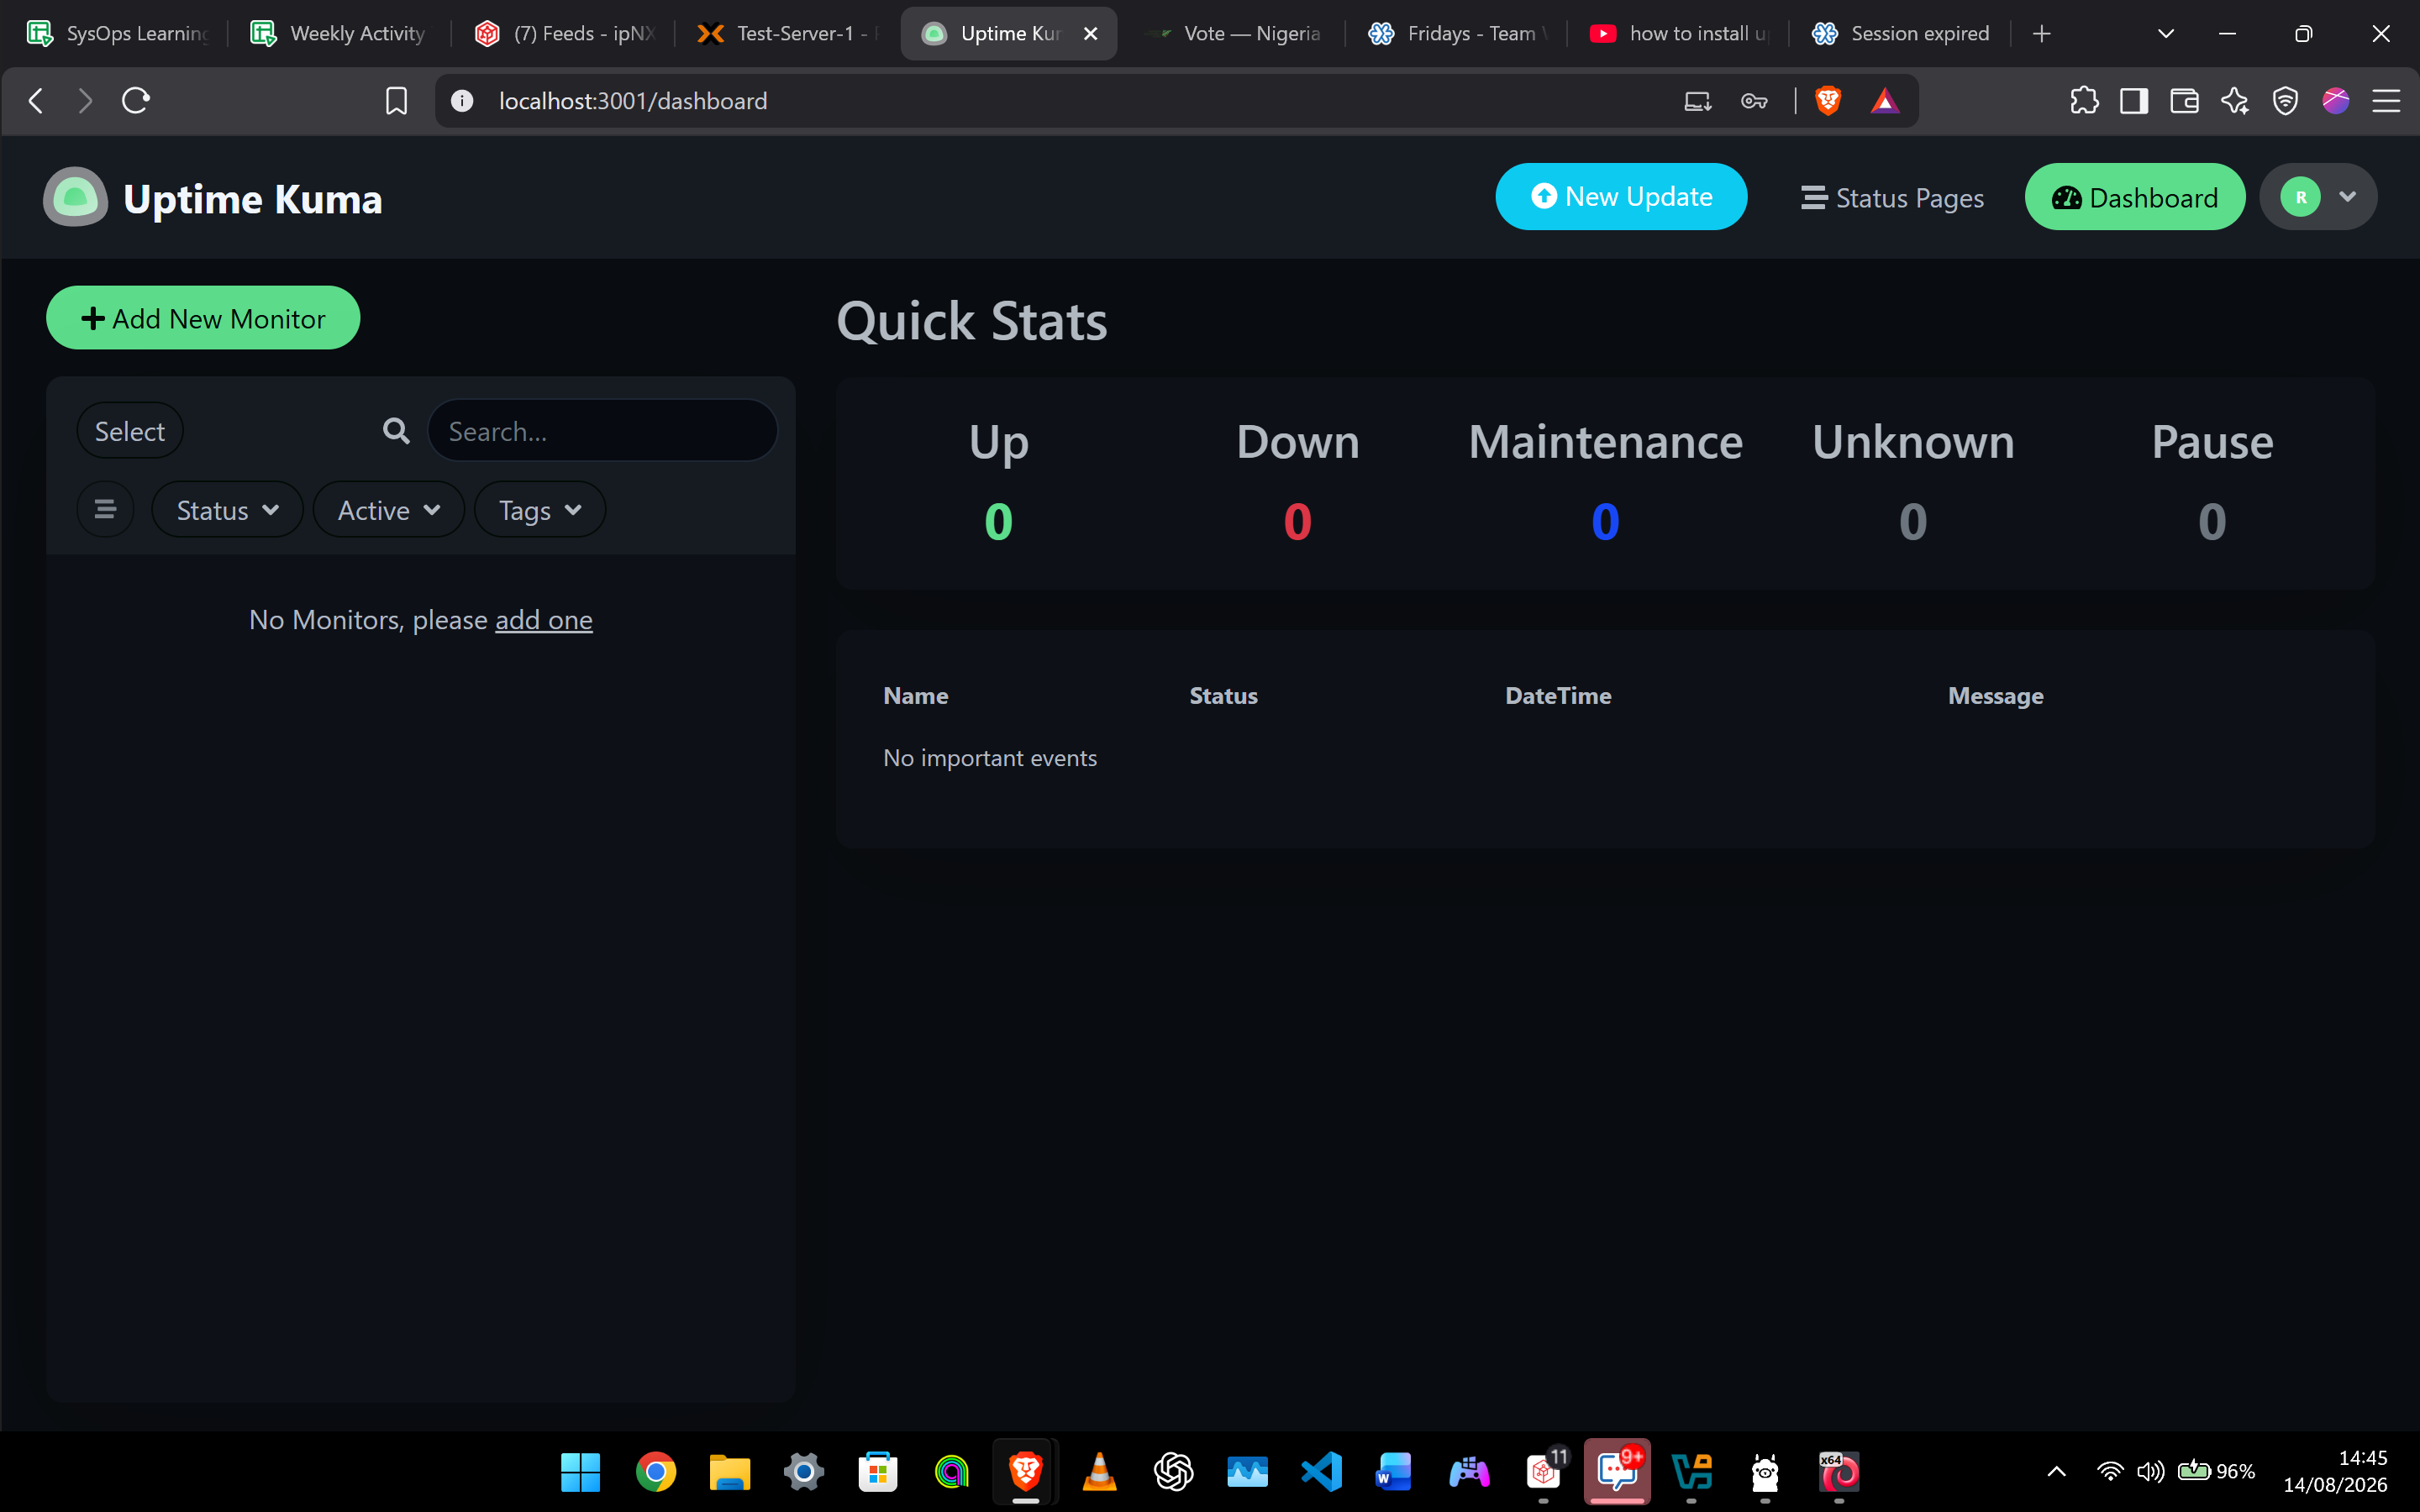 SysOps Learning
Weekly Activity
(7) Feeds - ipNX
Test-Server-1 -
Uptime Kum
Vote — Nigeria
Fridays - Team
how to install u
Session expired
localhost:3001/dashboard
Uptime Kuma
New Update
Status Pages
Dashboard
R
Add New Monitor
Quick Stats
Select
Search...
Status
Active
Tags
Up
Down
Maintenance
Unknown
Pause
0
0
0
0
0
No Monitors, please add one
Name
Status
DateTime
Message
No important events
W
11
9+
x64
96%
14:45
14/08/2026